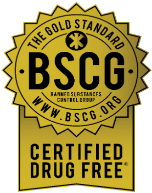 THE GOLD STANDARD
BSCG
BANNED SUBSTANCES
CONTROL GROUP
WWW.BSCG.ORG
CERTIFIED
DRUG FREE®